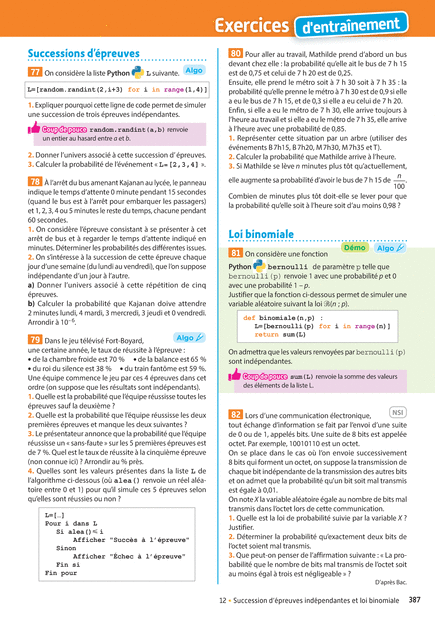 Exercices d'entraînement
Successions d'épreuves
77 On considère la liste Python L suivante. Algo
L=[random.randint(2,i+3) for i in range(1,4)]
1. Expliquer pourquoi cette ligne de code permet de simuler
une succession de trois épreuves indépendantes.
Coup de pouce random.randint(a,b) renvoie
un entier au hasard entre a et b.
2. Donner l'univers associé à cette succession d'épreuves.
3. Calculer la probabilité de l'événement « L=[2,3,4] ».
78 À l'arrêt du bus amenant Kajanan au lycée, le panneau
indique le temps d'attente 0 minute pendant 15 secondes
(quand le bus est à l'arrêt pour embarquer les passagers)
et 1, 2, 3, 4 ou 5 minutes le reste du temps, chacune pendant
60 secondes.
1. On considère l'épreuve consistant à se présenter à cet
arrêt de bus et à regarder le temps d'attente indiqué en
minutes. Déterminer les probabilités des différentes issues.
2. On s'intéresse à la succession de cette épreuve chaque
jour d'une semaine (du lundi au vendredi), que l'on suppose
indépendante d'un jour à l'autre.
a) Donner l'univers associé à cette répétition de cinq
épreuves.
b) Calculer la probabilité que Kajanan doive attendre
2 minutes lundi, 4 mardi, 3 mercredi, 3 jeudi et 0 vendredi.
Arrondir à 10⁻⁶.
79 Dans le jeu télévisé Fort-Boyard, Algo
une certaine année, le taux de réussite à l'épreuve :
• de la chambre froide est 70 % • de la balance est 65 %
• du roi du silence est 38 % • du train fantôme est 59 %.
Une équipe commence le jeu par ces 4 épreuves dans cet
ordre (on suppose que les résultats sont indépendants).
1. Quelle est la probabilité que l'équipe réussisse toutes les
épreuves sauf la deuxième ?
2. Quelle est la probabilité que l'équipe réussisse les deux
premières épreuves et manque les deux suivantes ?
3. Le présentateur annonce que la probabilité que l'équipe
réussisse un « sans-faute » sur les 5 premières épreuves est
de 7 %. Quel est le taux de réussite à la cinquième épreuve
(non connue ici) ? Arrondir au % près.
4. Quelles sont les valeurs présentes dans la liste L de
l'algorithme ci-dessous (où alea() renvoie un réel aléa-
toire entre 0 et 1) pour qu'il simule ces 5 épreuves selon
qu'elles sont réussies ou non ?
L=[…]
Pour i dans L
Si alea()≤i
Afficher "Succès à l'épreuve"
Sinon
Afficher "Échec à l'épreuve"
Fin si
Fin pour
80 Pour aller au travail, Mathilde prend d'abord un bus
devant chez elle : la probabilité qu'elle ait le bus de 7 h 15
est de 0,75 et celui de 7 h 20 est de 0,25.
Ensuite, elle prend le métro soit à 7 h 30 soit à 7 h 35 : la
probabilité qu'elle prenne le métro à 7 h 30 est de 0,9 si elle
a eu le bus de 7 h 15, et de 0,3 si elle a eu celui de 7 h 20.
Enfin, si elle a eu le métro de 7 h 30, elle arrive toujours à
l'heure au travail et si elle a eu le métro de 7 h 35, elle arrive
à l'heure avec une probabilité de 0,85.
1. Représenter cette situation par un arbre (utiliser des
événements B 7h15, B 7h20, M 7h30, M 7h35 et T).
2. Calculer la probabilité que Mathilde arrive à l'heure.
3. Si Mathilde se lève n minutes plus tôt qu'actuellement,
elle augmente sa probabilité d'avoir le bus de 7 h 15 de n/100.
Combien de minutes plus tôt doit-elle se lever pour que
la probabilité qu'elle soit à l'heure soit d'au moins 0,98 ?
Loi binomiale
Démo Algo
81 On considère une fonction
Python bernoulli de paramètre p telle que
bernoulli(p) renvoie 1 avec une probabilité p et 0
avec une probabilité 1 – p.
Justifier que la fonction ci-dessous permet de simuler une
variable aléatoire suivant la loi ℬ(n ; p).
def binomiale(n,p) :
L=[bernoulli(p) for i in range(n)]
return sum(L)
On admettra que les valeurs renvoyées par bernoulli(p)
sont indépendantes.
Coup de pouce sum(L) renvoie la somme des valeurs
des éléments de la liste L.
82 Lors d'une communication électronique, NSI
tout échange d'information se fait par l'envoi d'une suite
de 0 ou de 1, appelés bits. Une suite de 8 bits est appelée
octet. Par exemple, 10010110 est un octet.
On se place dans le cas où l'on envoie successivement
8 bits qui forment un octet, on suppose la transmission de
chaque bit indépendante de la transmission des autres bits
et on admet que la probabilité qu'un bit soit mal transmis
est égale à 0,01.
On note X la variable aléatoire égale au nombre de bits mal
transmis dans l'octet lors de cette communication.
1. Quelle est la loi de probabilité suivie par la variable X ?
Justifier.
2. Déterminer la probabilité qu'exactement deux bits de
l'octet soient mal transmis.
3. Que peut-on penser de l'affirmation suivante : « La pro-
babilité que le nombre de bits mal transmis de l'octet soit
au moins égal à trois est négligeable » ?
D'après Bac.
12 • Succession d'épreuves indépendantes et loi binomiale 387